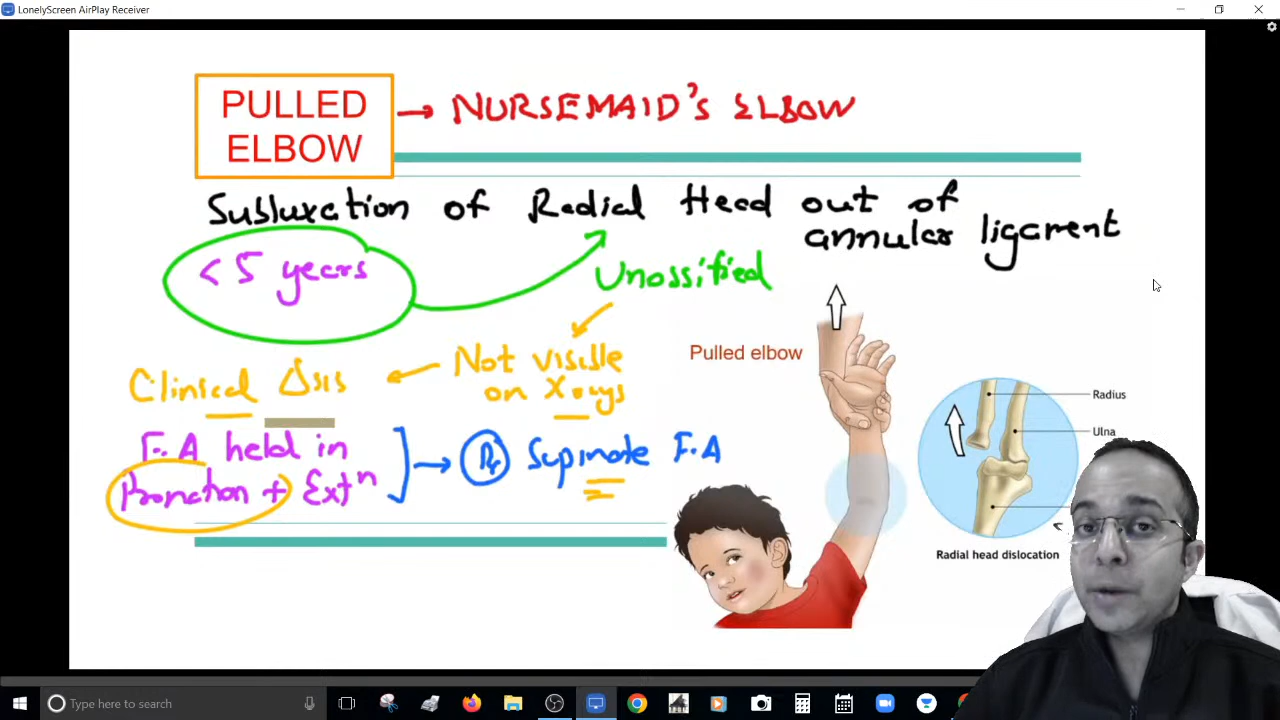 LonelyScreen AirPlay Receiver
PULLED
ELBOW
→ NURSEMAID'S ELBOW
Subluxation of Radial Head out of
annular ligament
< 5 years
Unossified
Pulled elbow
Clinical Δsis
Not visible
on X rays
Radius
Ulna
F.A held in
Pronation + Extⁿ
→ Rx Supinate F.A
Radial head dislocation
Type here to search